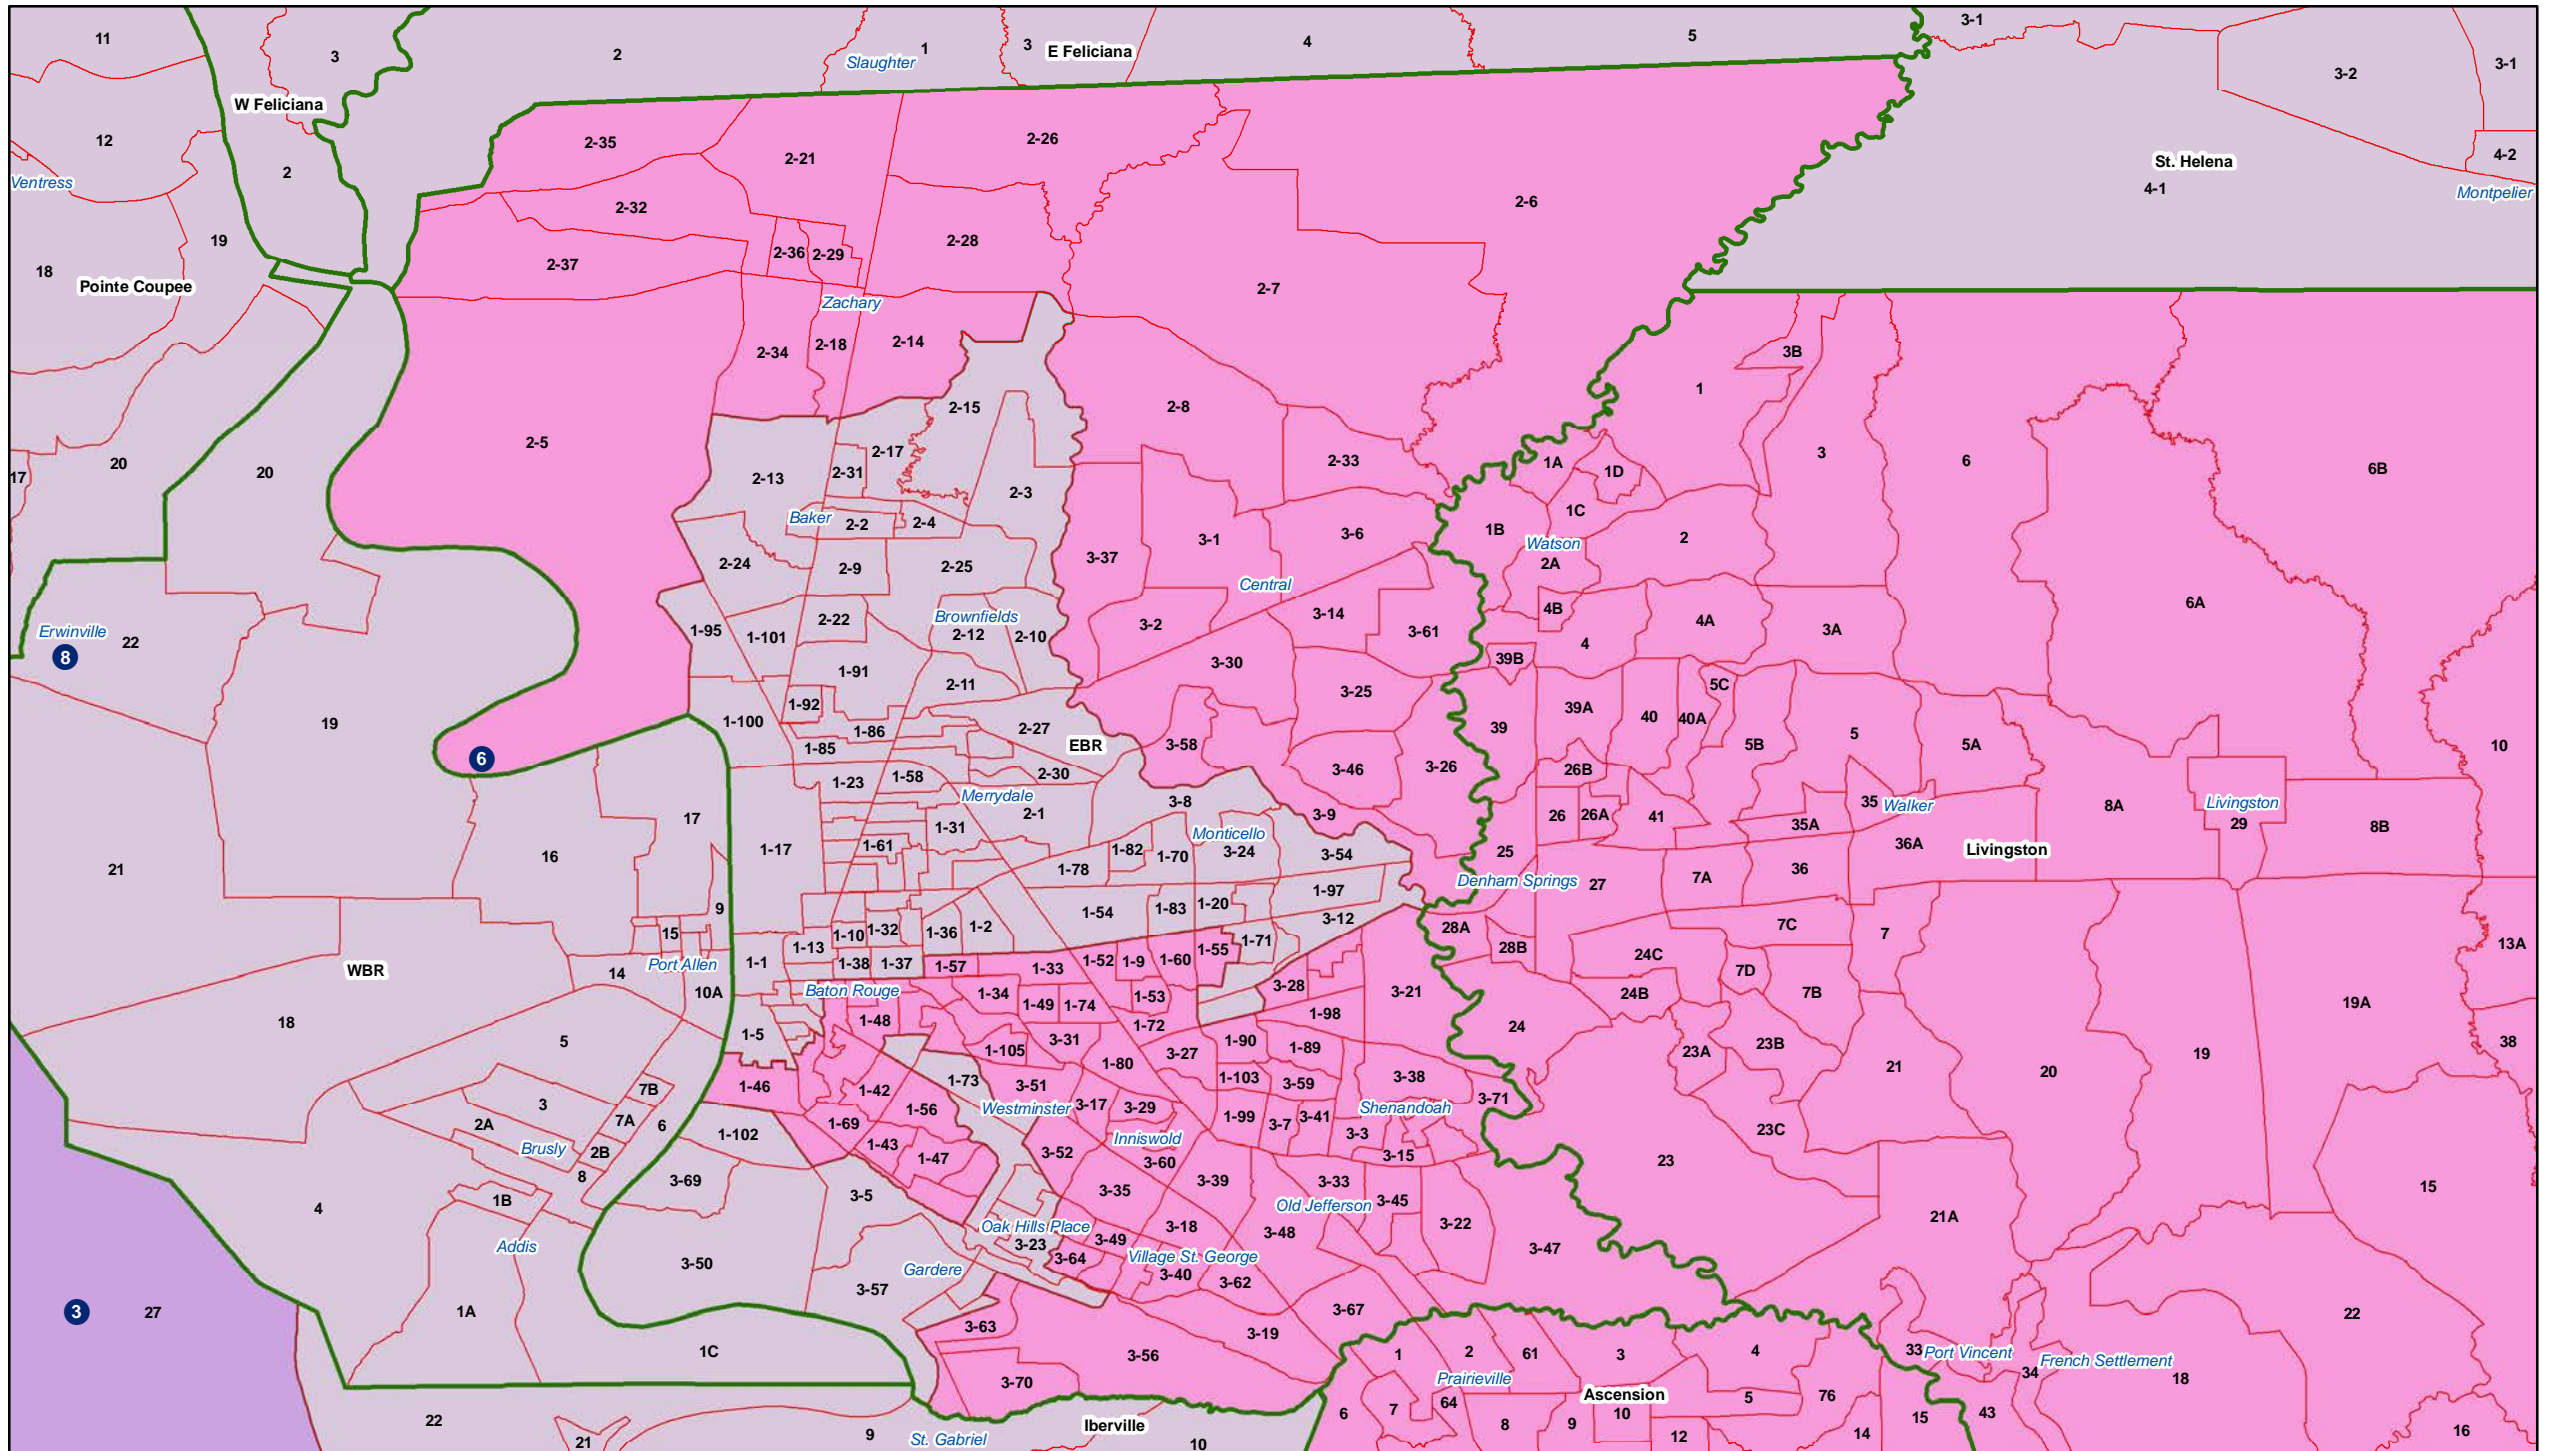 11
3
2
Slaughter
1
3
E Feliciana
4
5
3-1
3-2
3-1
W Feliciana
12
2
Ventress
19
18
Pointe Coupee
2-35
2-21
2-26
St. Helena
4-1
4-2
Montpelier
2-32
2-36
2-29
2-28
2-6
2-37
2-7
Zachary
2-34
2-18
2-14
3B
1
2-5
2-15
2-8
3
6
6B
17
20
20
2-13
2-31
2-17
2-3
2-33
1A
1D
1C
Baker
2-2
2-4
3-37
3-1
3-6
1B
Watson
2A
2
2-24
2-9
2-25
Central
6A
Erwinville
22
8
1-95
1-101
2-22
Brownfields
2-12
2-10
3-2
3-14
3-61
4B
4
4A
3A
1-91
2-11
3-30
39B
3-25
5C
1-92
1-100
19
6
1-86
1-85
2-27
EBR
3-58
3-46
3-26
39
39A
40
40A
5B
5
5A
10
1-23
1-58
2-30
Merrydale
2-1
3-8
3-9
26B
26
26A
41
35
Walker
35A
8A
Livingston
29
8B
17
1-31
Monticello
3-24
3-54
25
36A
Livingston
16
1-17
1-61
1-78
1-82
1-70
21
Denham Springs
27
7A
36
9
1-97
1-54
1-83
1-20
3-12
15
1-13
1-10
1-32
1-36
1-2
1-71
28A
28B
7C
7
13A
WBR
14
Port Allen
1-1
1-38
1-37
1-57
1-33
1-52
1-9
1-60
1-55
24C
7D
10A
Baton Rouge
1-34
1-49
1-74
1-53
3-28
3-21
24B
7B
19A
18
5
1-5
1-48
1-72
1-98
24
1-105
3-31
1-80
3-27
1-90
1-89
23A
23B
21
20
19
38
7B
1-46
1-42
1-73
3-51
1-103
3-59
3-38
3-71
3
2A
7A
6
1-69
1-56
Westminster
3-17
3-29
1-99
3-7
3-41
Shenandoah
3-3
23C
Brusly
2B
8
1-102
1-43
1-47
Inniswold
3-52
3-60
3-15
23
4
1B
3-69
3-5
3-35
3-39
3-33
3-45
Old Jefferson
3-22
21A
15
Addis
Oak Hills Place
3-23
3-49
3-18
3-48
3-47
3-50
Gardere
3-64
Village St. George
3-40
3-62
3
27
1A
3-57
3-67
22
3-63
3-19
1C
3-56
3-70
1
2
61
3
4
33
Port Vincent
34
French Settlement
18
Prairieville
Ascension
5
76
22
21
9
St. Gabriel
Iberville
10
6
7
64
8
9
10
12
14
15
43
16